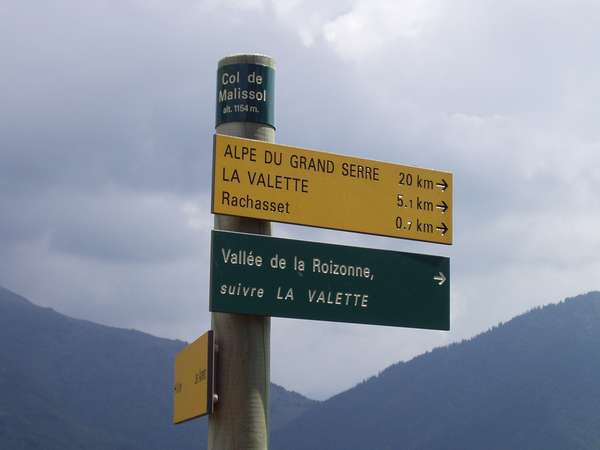 Col de
Malissol
alt. 1154 m.
ALPE DU GRAND SERRE 20 km →
LA VALETTE 5.1 km →
Rachasset 0.7 km →
Vallée de la Roizonne, →
suivre LA VALETTE